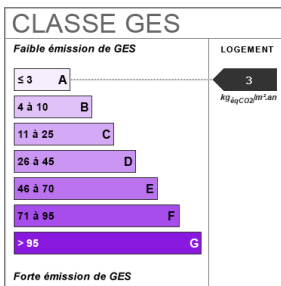 CLASSE GES
Faible émission de GES
LOGEMENT
≤ 3 A
3
kgéqCO2/m².an
4 à 10 B
11 à 25 C
26 à 45 D
46 à 70 E
71 à 95 F
> 95 G
Forte émission de GES